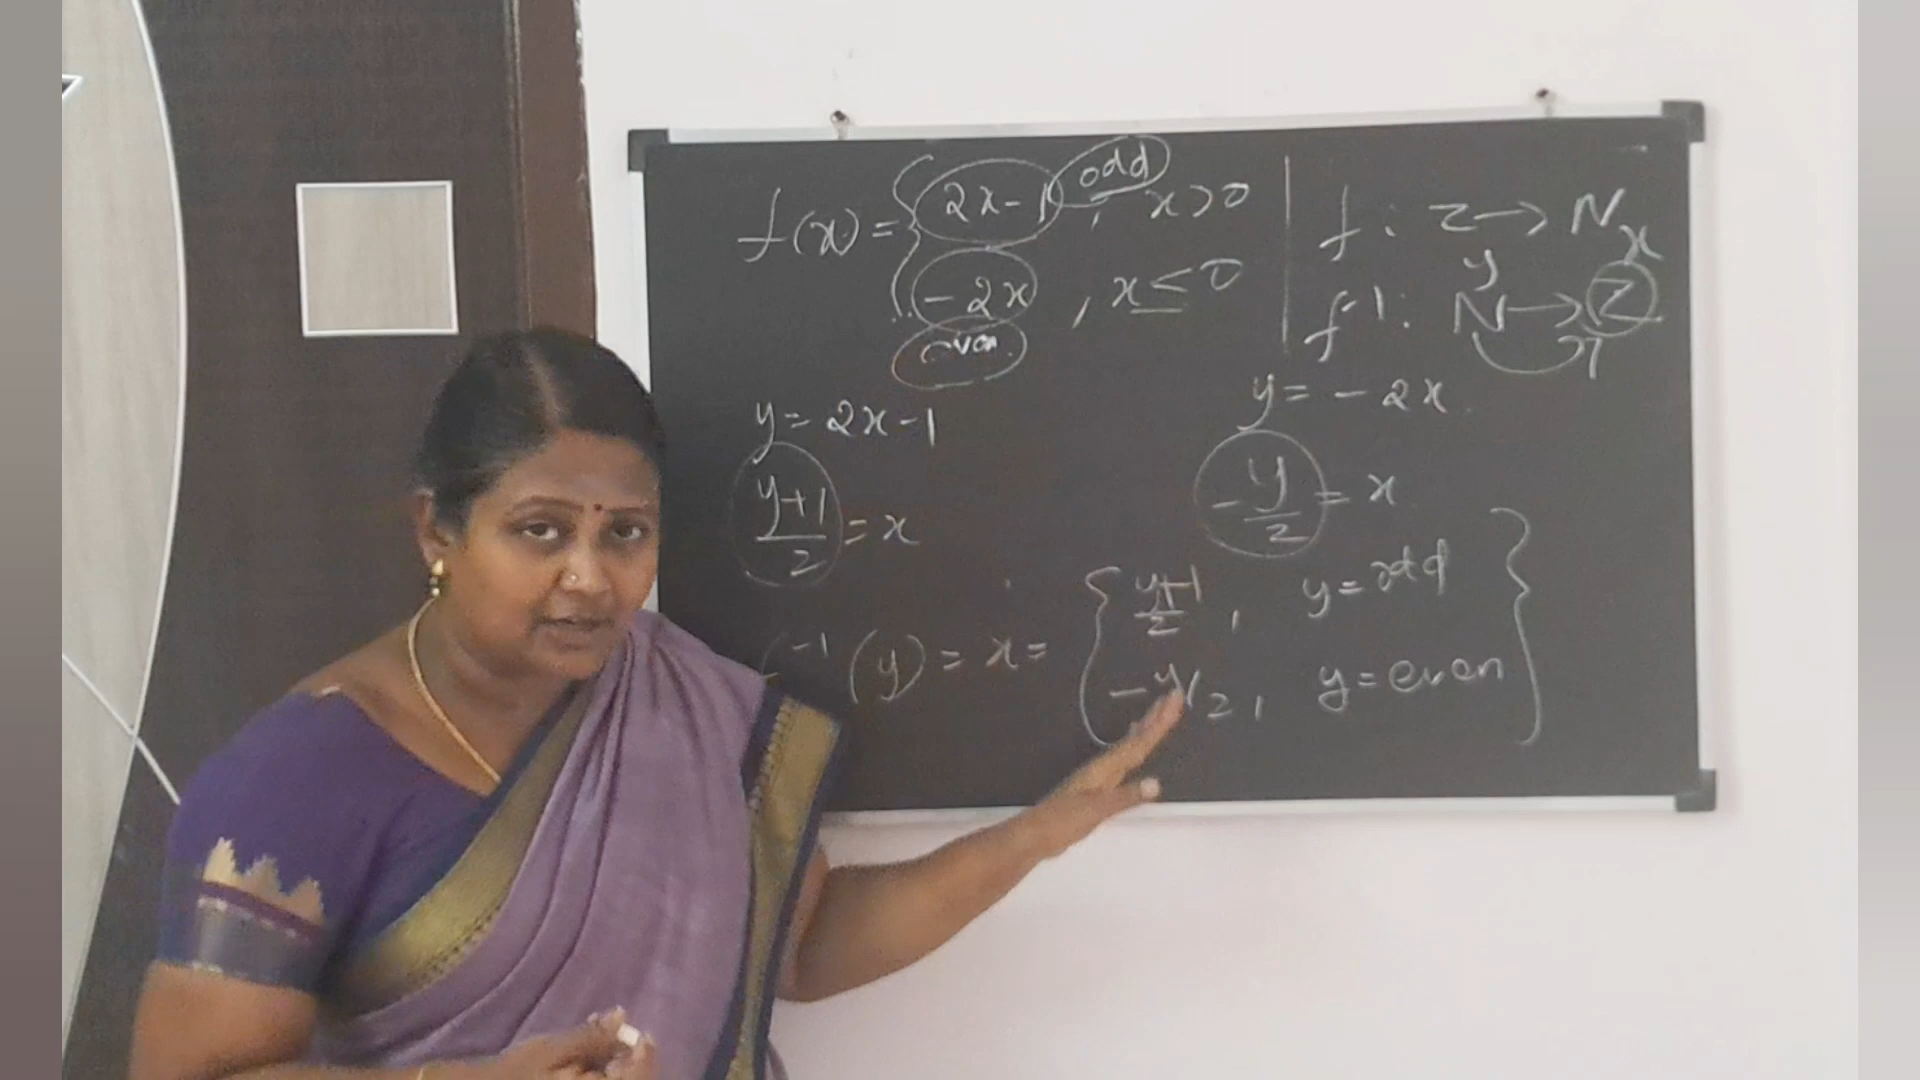 f(x) = { 2x-1 odd , x>0
-2x , x≤0
even
f : Z → N
y x
f-1 : N → Z
y = 2x-1
y+1/2 = x
y = -2x
-y/2 = x
-1 (y) = x = { y+1/2 , y = odd
-y/2 , y = even }